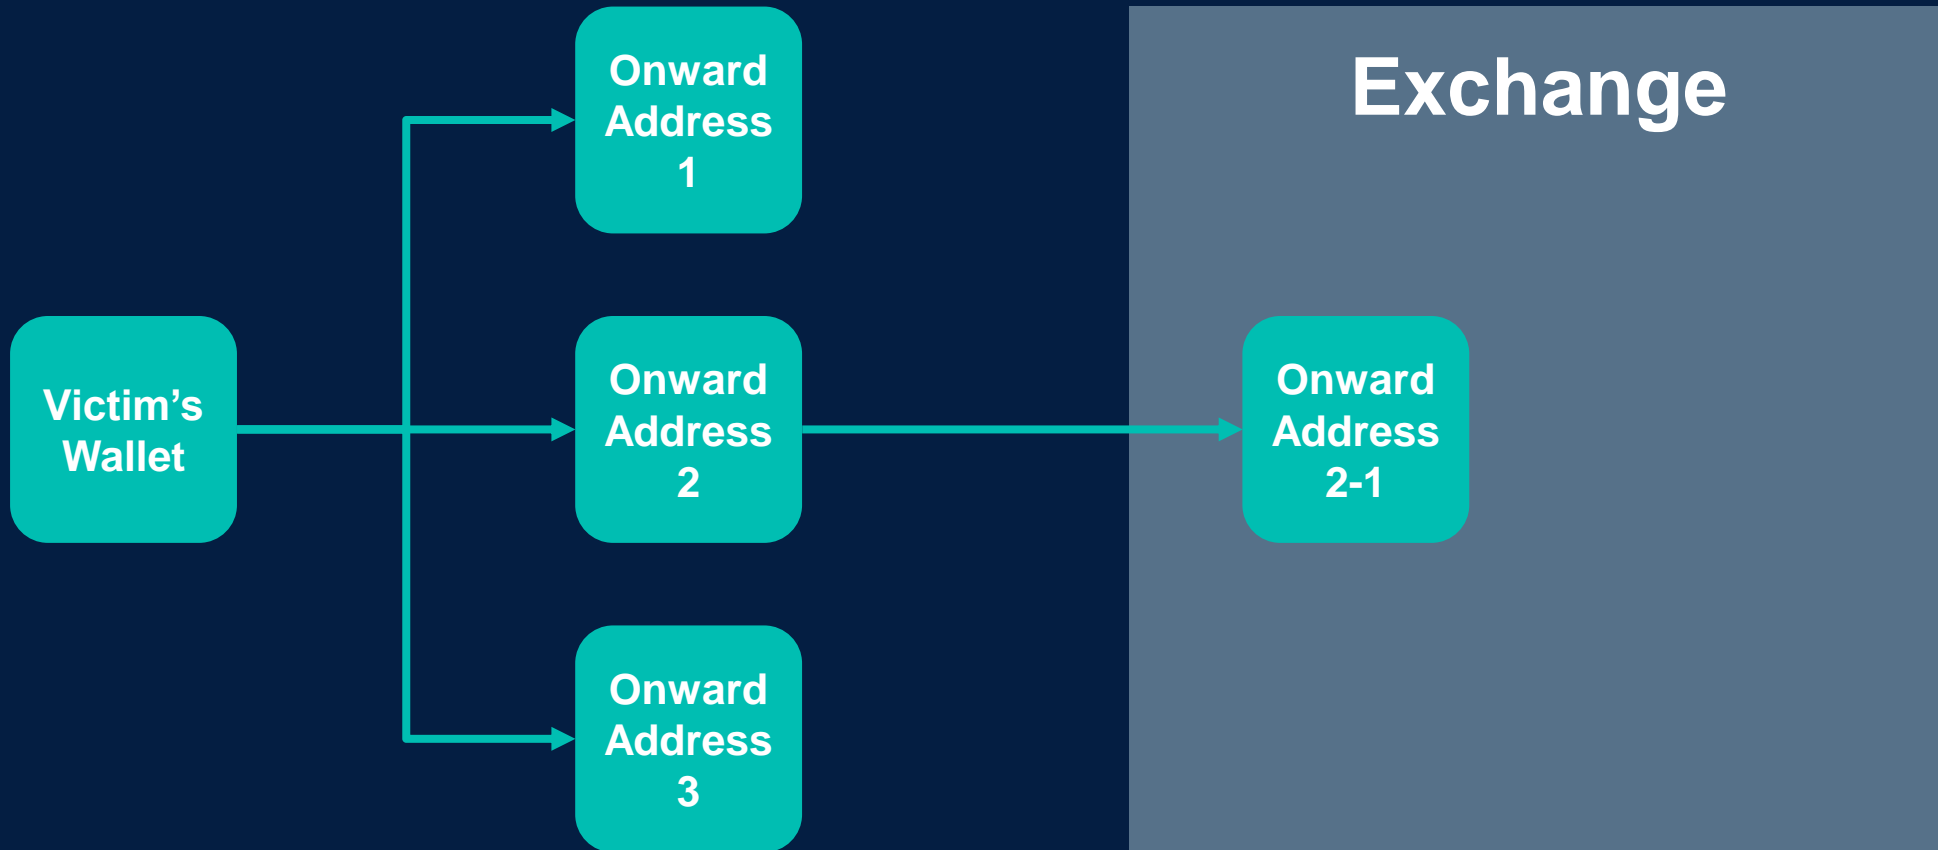 Onward
Address
1
Exchange
Victim’s
Wallet
Onward
Address
2
Onward
Address
2-1
Onward
Address
3